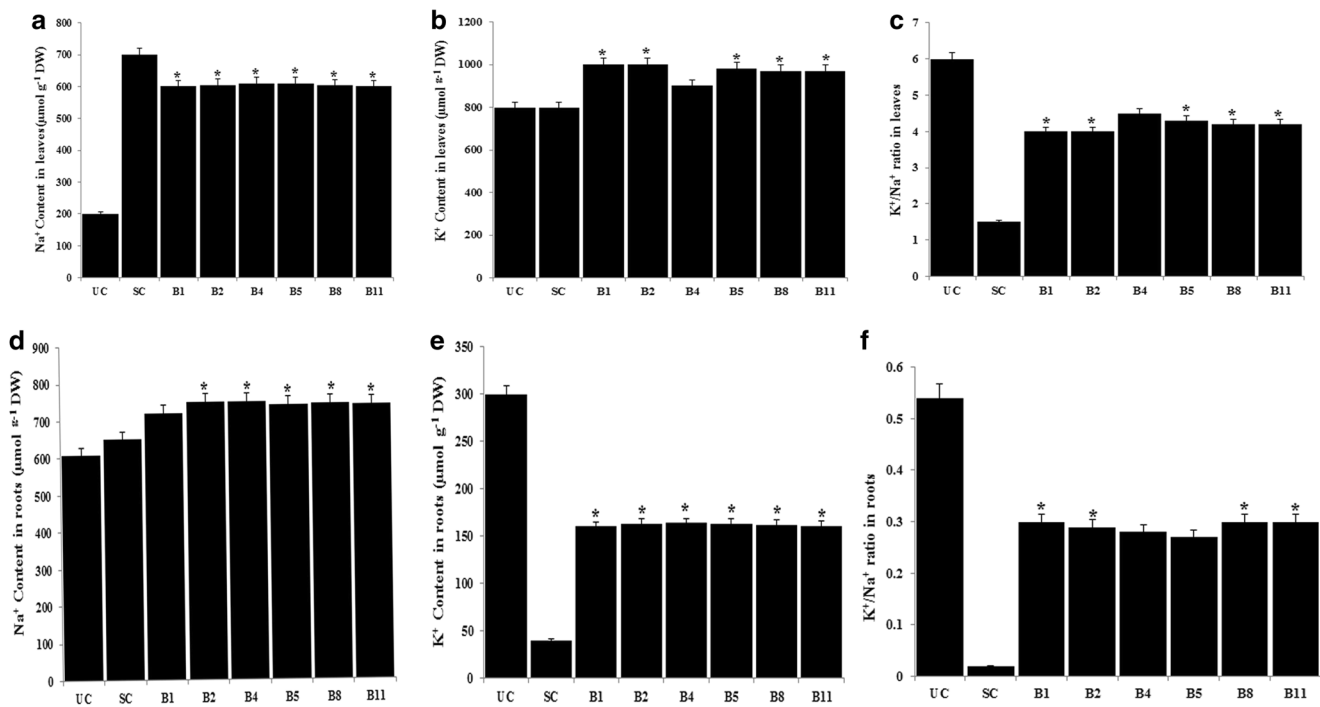 a
Na⁺ Content in leaves(µmol g⁻¹ DW)
800
700
600
500
400
300
200
100
0
* * * * * *
UC SC B1 B2 B4 B5 B8 B11
b
K⁺ Content in leaves (µmol g⁻¹ DW)
1200
1000
800
600
400
200
0
* * * * *
UC SC B1 B2 B4 B5 B8 B11
c
K⁺/Na⁺ ratio in leaves
7
6
5
4
3
2
1
0
* * * * *
UC SC B1 B2 B4 B5 B8 B11
d
Na⁺ Content in roots (µmol g⁻¹ DW)
900
800
700
600
500
400
300
200
100
0
* * * * *
UC SC B1 B2 B4 B5 B8 B11
e
K⁺ Content in roots (µmol g⁻¹ DW)
350
300
250
200
150
100
50
0
* * * * * *
UC SC B1 B2 B4 B5 B8 B11
f
K⁺/Na⁺ ratio in roots
0.6
0.5
0.4
0.3
0.2
0.1
0
* * * *
UC SC B1 B2 B4 B5 B8 B11